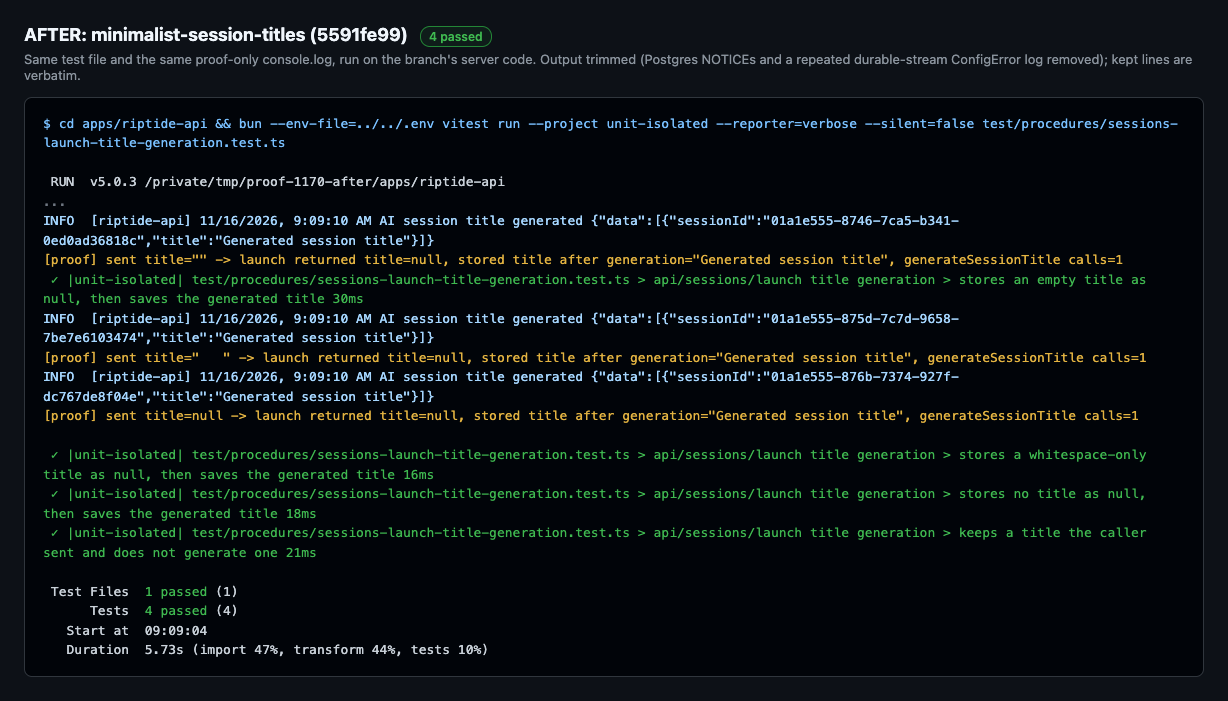 AFTER: minimalist-session-titles (5591fe99) 4 passed
Same test file and the same proof-only console.log, run on the branch's server code. Output trimmed (Postgres NOTICEs and a repeated durable-stream ConfigError log removed); kept lines are
verbatim.
$ cd apps/riptide-api && bun --env-file=../../.env vitest run --project unit-isolated --reporter=verbose --silent=false test/procedures/sessions-
launch-title-generation.test.ts
RUN v5.0.3 /private/tmp/proof-1170-after/apps/riptide-api
...
INFO [riptide-api] 11/16/2026, 9:09:10 AM AI session title generated {"data":[{"sessionId":"01a1e555-8746-7ca5-b341-
0ed0ad36818c","title":"Generated session title"}]}
[proof] sent title="" -> launch returned title=null, stored title after generation="Generated session title", generateSessionTitle calls=1
✓ |unit-isolated| test/procedures/sessions-launch-title-generation.test.ts > api/sessions/launch title generation > stores an empty title as
null, then saves the generated title 30ms
INFO [riptide-api] 11/16/2026, 9:09:10 AM AI session title generated {"data":[{"sessionId":"01a1e555-875d-7c7d-9658-
7be7e6103474","title":"Generated session title"}]}
[proof] sent title="   " -> launch returned title=null, stored title after generation="Generated session title", generateSessionTitle calls=1
INFO [riptide-api] 11/16/2026, 9:09:10 AM AI session title generated {"data":[{"sessionId":"01a1e555-876b-7374-927f-
dc767de8f04e","title":"Generated session title"}]}
[proof] sent title=null -> launch returned title=null, stored title after generation="Generated session title", generateSessionTitle calls=1
✓ |unit-isolated| test/procedures/sessions-launch-title-generation.test.ts > api/sessions/launch title generation > stores a whitespace-only
title as null, then saves the generated title 16ms
✓ |unit-isolated| test/procedures/sessions-launch-title-generation.test.ts > api/sessions/launch title generation > stores no title as null,
then saves the generated title 18ms
✓ |unit-isolated| test/procedures/sessions-launch-title-generation.test.ts > api/sessions/launch title generation > keeps a title the caller
sent and does not generate one 21ms
Test Files 1 passed (1)
Tests 4 passed (4)
Start at 09:09:04
Duration 5.73s (import 47%, transform 44%, tests 10%)